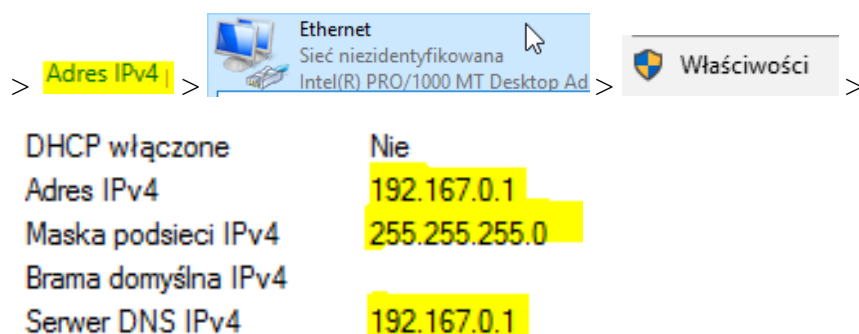 > Adres IPv4 > Ethernet
Sieć niezidentyfikowana
Intel(R) PRO/1000 MT Desktop Ad > Właściwości >
DHCP włączone Nie
Adres IPv4 192.167.0.1
Maska podsieci IPv4 255.255.255.0
Brama domyślna IPv4
Serwer DNS IPv4 192.167.0.1